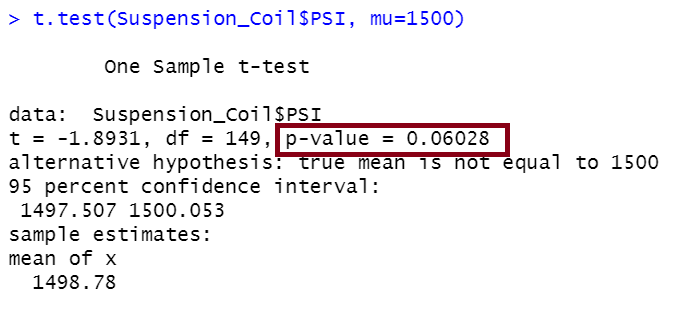 > t.test(Suspension_Coil$PSI, mu=1500)
One Sample t-test
data: Suspension_Coil$PSI
t = -1.8931, df = 149, p-value = 0.06028
alternative hypothesis: true mean is not equal to 1500
95 percent confidence interval:
1497.507 1500.053
sample estimates:
mean of x
1498.78